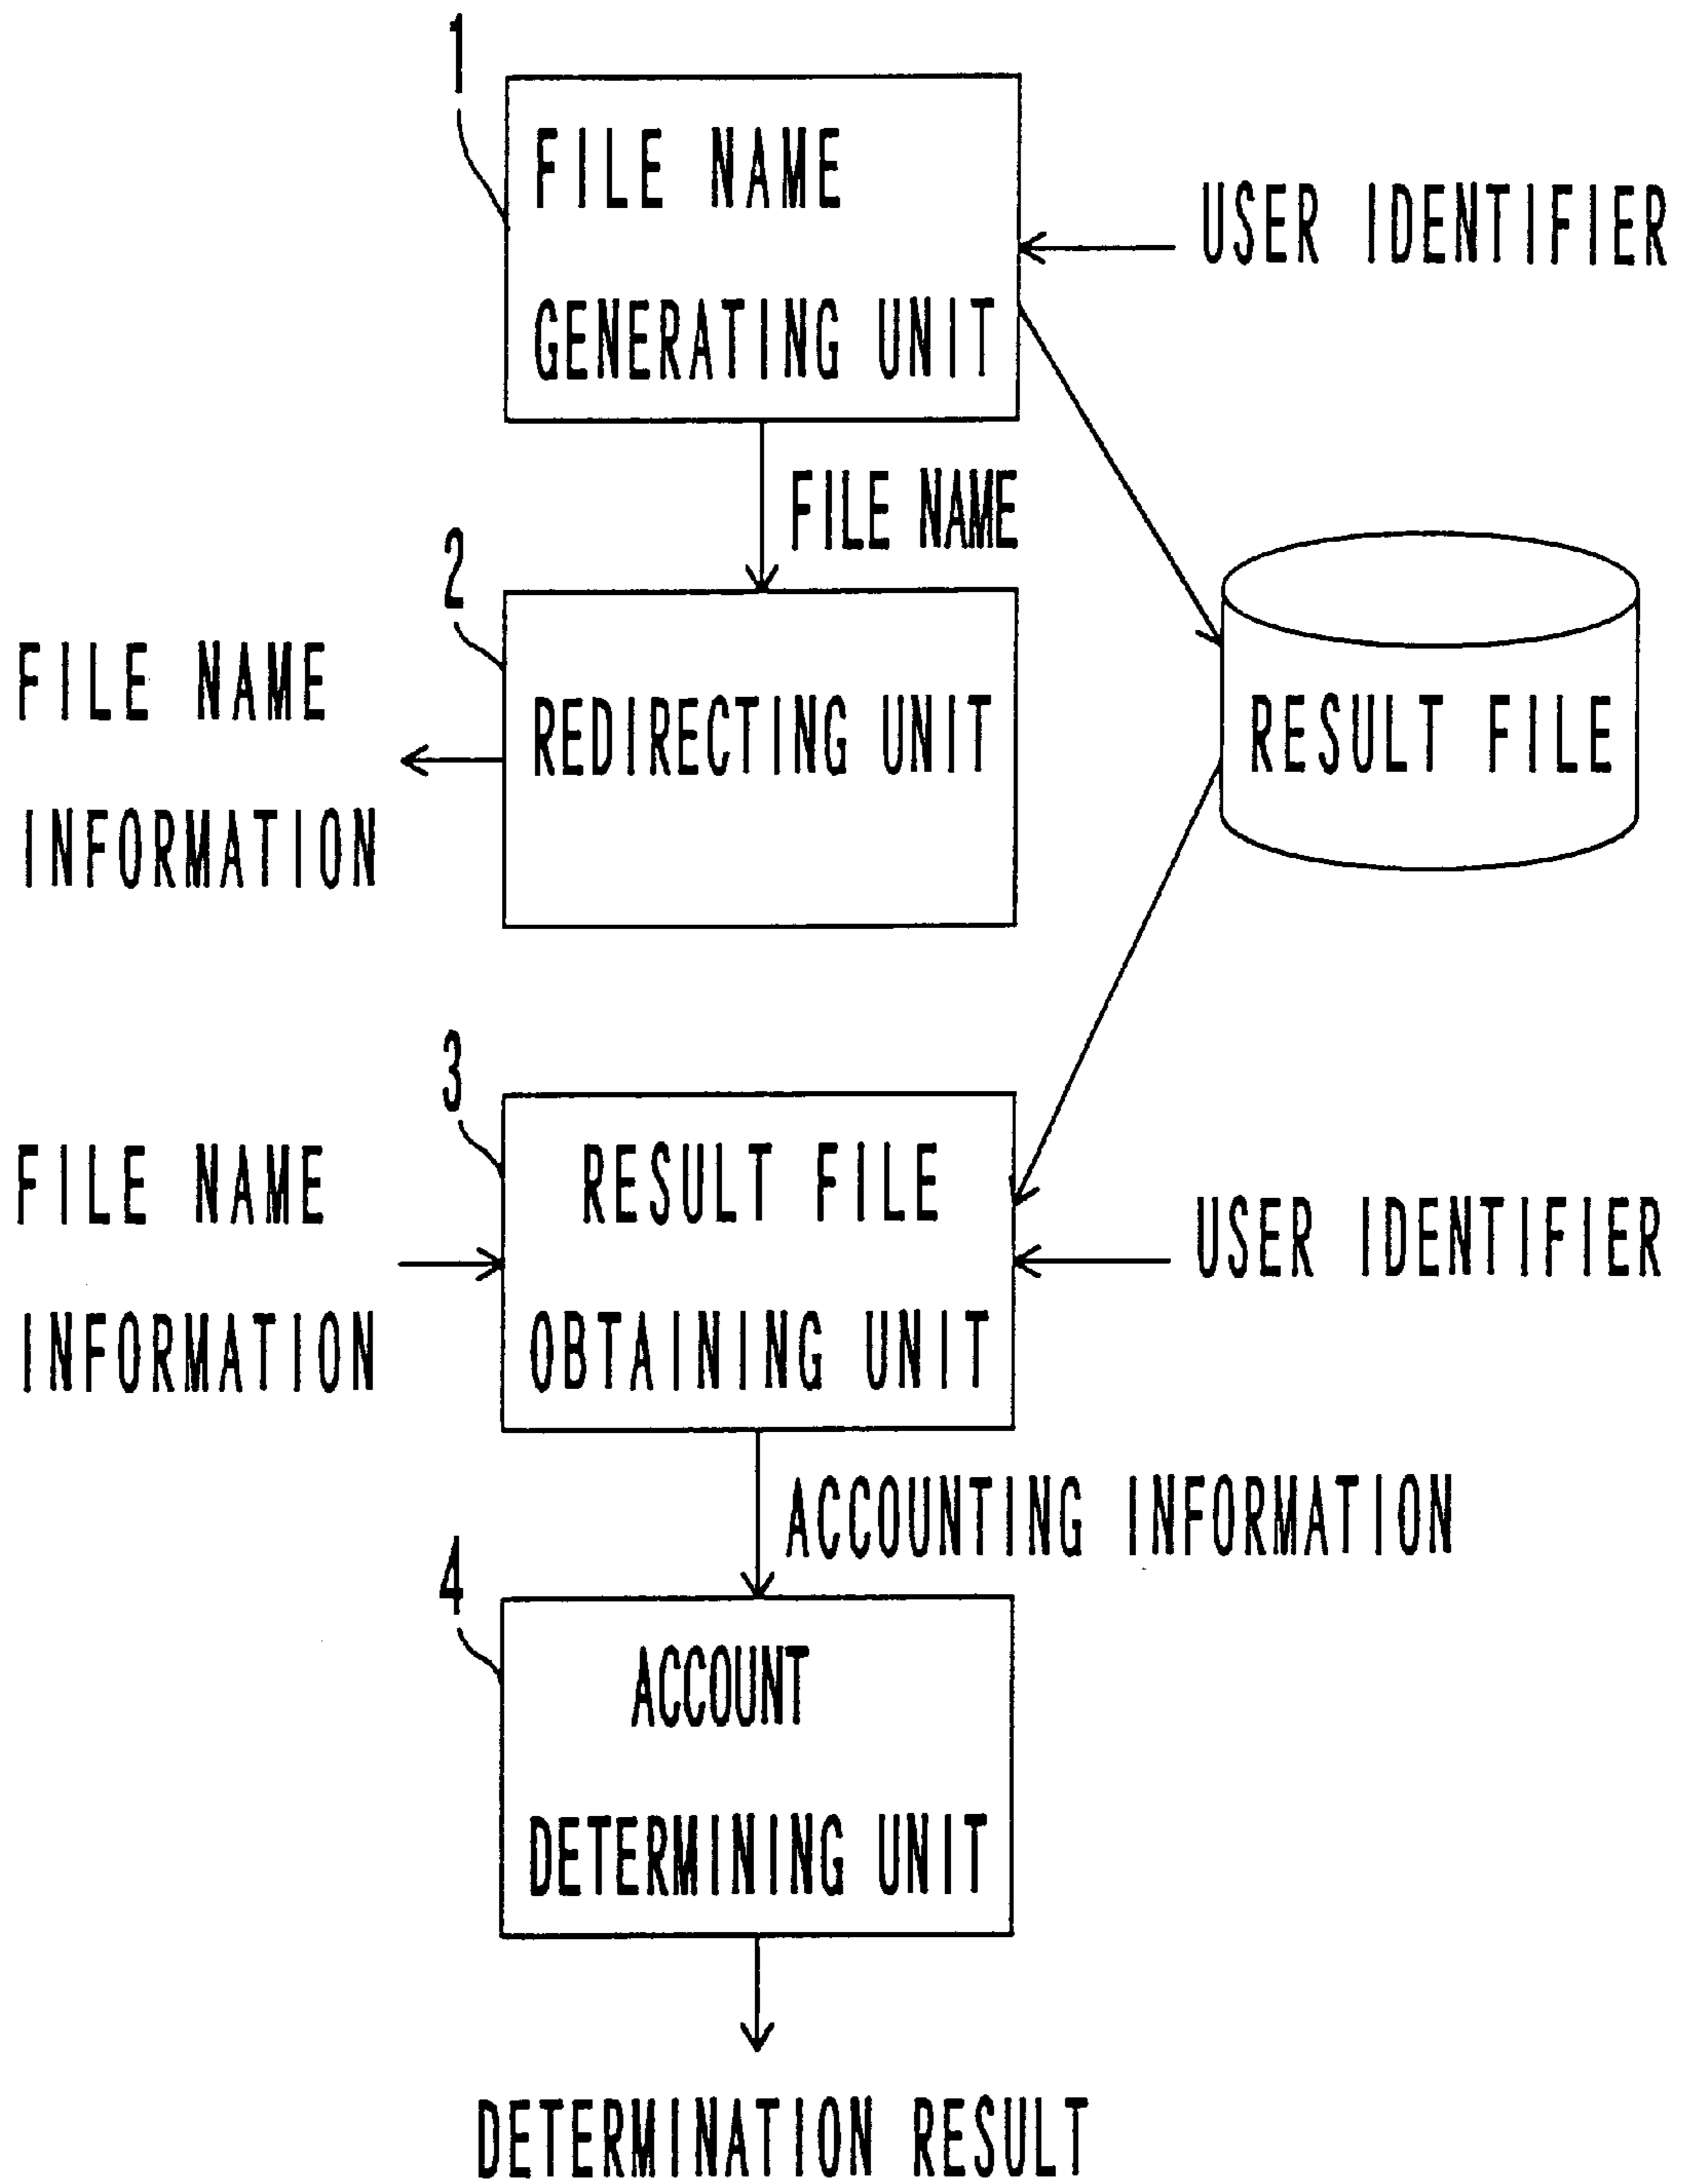 1
FILE NAME
GENERATING UNIT
USER IDENTIFIER
FILE NAME
2
FILE NAME
INFORMATION
REDIRECTING UNIT
RESULT FILE
3
FILE NAME
INFORMATION
RESULT FILE
OBTAINING UNIT
USER IDENTIFIER
ACCOUNTING INFORMATION
4
ACCOUNT
DETERMINING UNIT
DETERMINATION RESULT